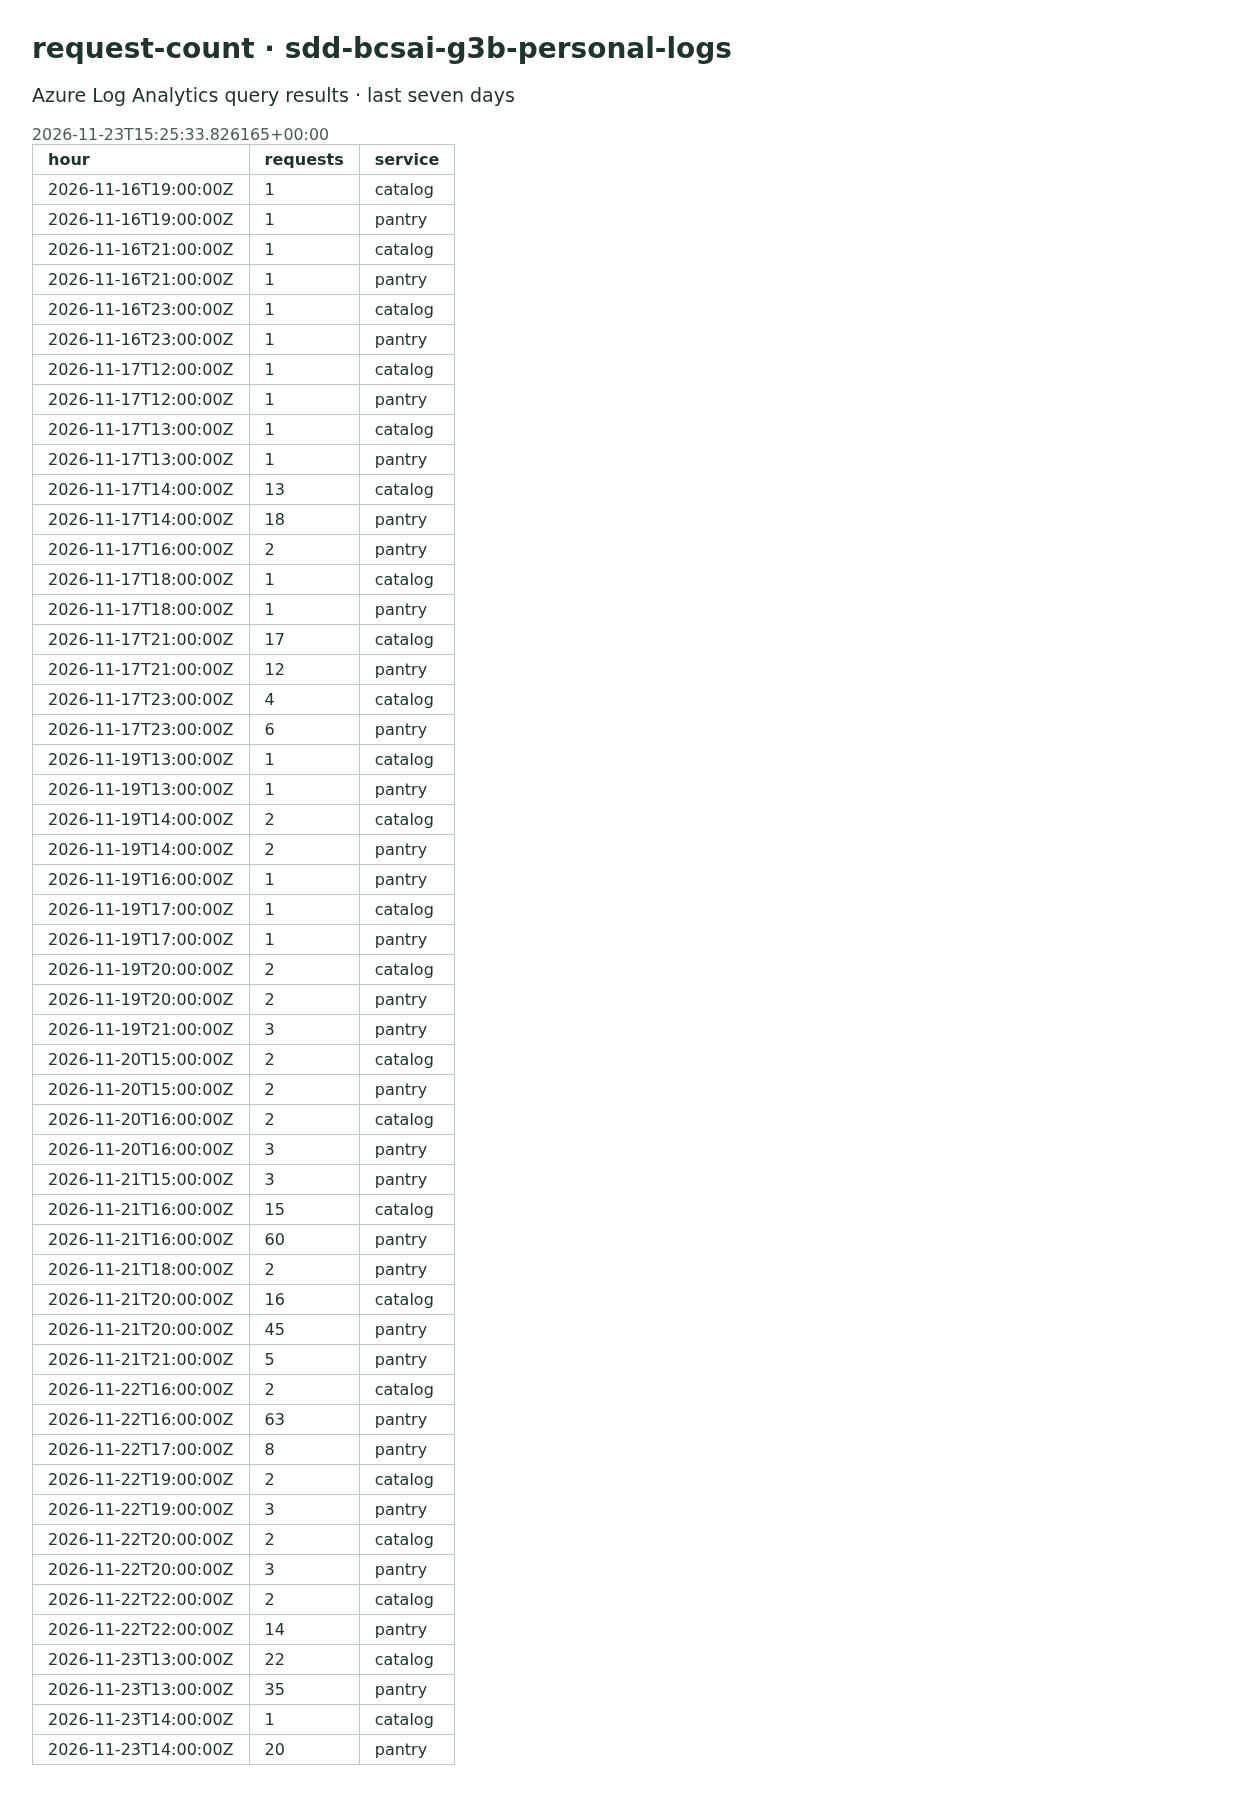 request-count · sdd-bcsai-g3b-personal-logs
Azure Log Analytics query results · last seven days
2026-11-23T15:25:33.826165+00:00
hour requests service
2026-11-16T19:00:00Z 1 catalog
2026-11-16T19:00:00Z 1 pantry
2026-11-16T21:00:00Z 1 catalog
2026-11-16T21:00:00Z 1 pantry
2026-11-16T23:00:00Z 1 catalog
2026-11-16T23:00:00Z 1 pantry
2026-11-17T12:00:00Z 1 catalog
2026-11-17T12:00:00Z 1 pantry
2026-11-17T13:00:00Z 1 catalog
2026-11-17T13:00:00Z 1 pantry
2026-11-17T14:00:00Z 13 catalog
2026-11-17T14:00:00Z 18 pantry
2026-11-17T16:00:00Z 2 pantry
2026-11-17T18:00:00Z 1 catalog
2026-11-17T18:00:00Z 1 pantry
2026-11-17T21:00:00Z 17 catalog
2026-11-17T21:00:00Z 12 pantry
2026-11-17T23:00:00Z 4 catalog
2026-11-17T23:00:00Z 6 pantry
2026-11-19T13:00:00Z 1 catalog
2026-11-19T13:00:00Z 1 pantry
2026-11-19T14:00:00Z 2 catalog
2026-11-19T14:00:00Z 2 pantry
2026-11-19T16:00:00Z 1 pantry
2026-11-19T17:00:00Z 1 catalog
2026-11-19T17:00:00Z 1 pantry
2026-11-19T20:00:00Z 2 catalog
2026-11-19T20:00:00Z 2 pantry
2026-11-19T21:00:00Z 3 pantry
2026-11-20T15:00:00Z 2 catalog
2026-11-20T15:00:00Z 2 pantry
2026-11-20T16:00:00Z 2 catalog
2026-11-20T16:00:00Z 3 pantry
2026-11-21T15:00:00Z 3 pantry
2026-11-21T16:00:00Z 15 catalog
2026-11-21T16:00:00Z 60 pantry
2026-11-21T18:00:00Z 2 pantry
2026-11-21T20:00:00Z 16 catalog
2026-11-21T20:00:00Z 45 pantry
2026-11-21T21:00:00Z 5 pantry
2026-11-22T16:00:00Z 2 catalog
2026-11-22T16:00:00Z 63 pantry
2026-11-22T17:00:00Z 8 pantry
2026-11-22T19:00:00Z 2 catalog
2026-11-22T19:00:00Z 3 pantry
2026-11-22T20:00:00Z 2 catalog
2026-11-22T20:00:00Z 3 pantry
2026-11-22T22:00:00Z 2 catalog
2026-11-22T22:00:00Z 14 pantry
2026-11-23T13:00:00Z 22 catalog
2026-11-23T13:00:00Z 35 pantry
2026-11-23T14:00:00Z 1 catalog
2026-11-23T14:00:00Z 20 pantry